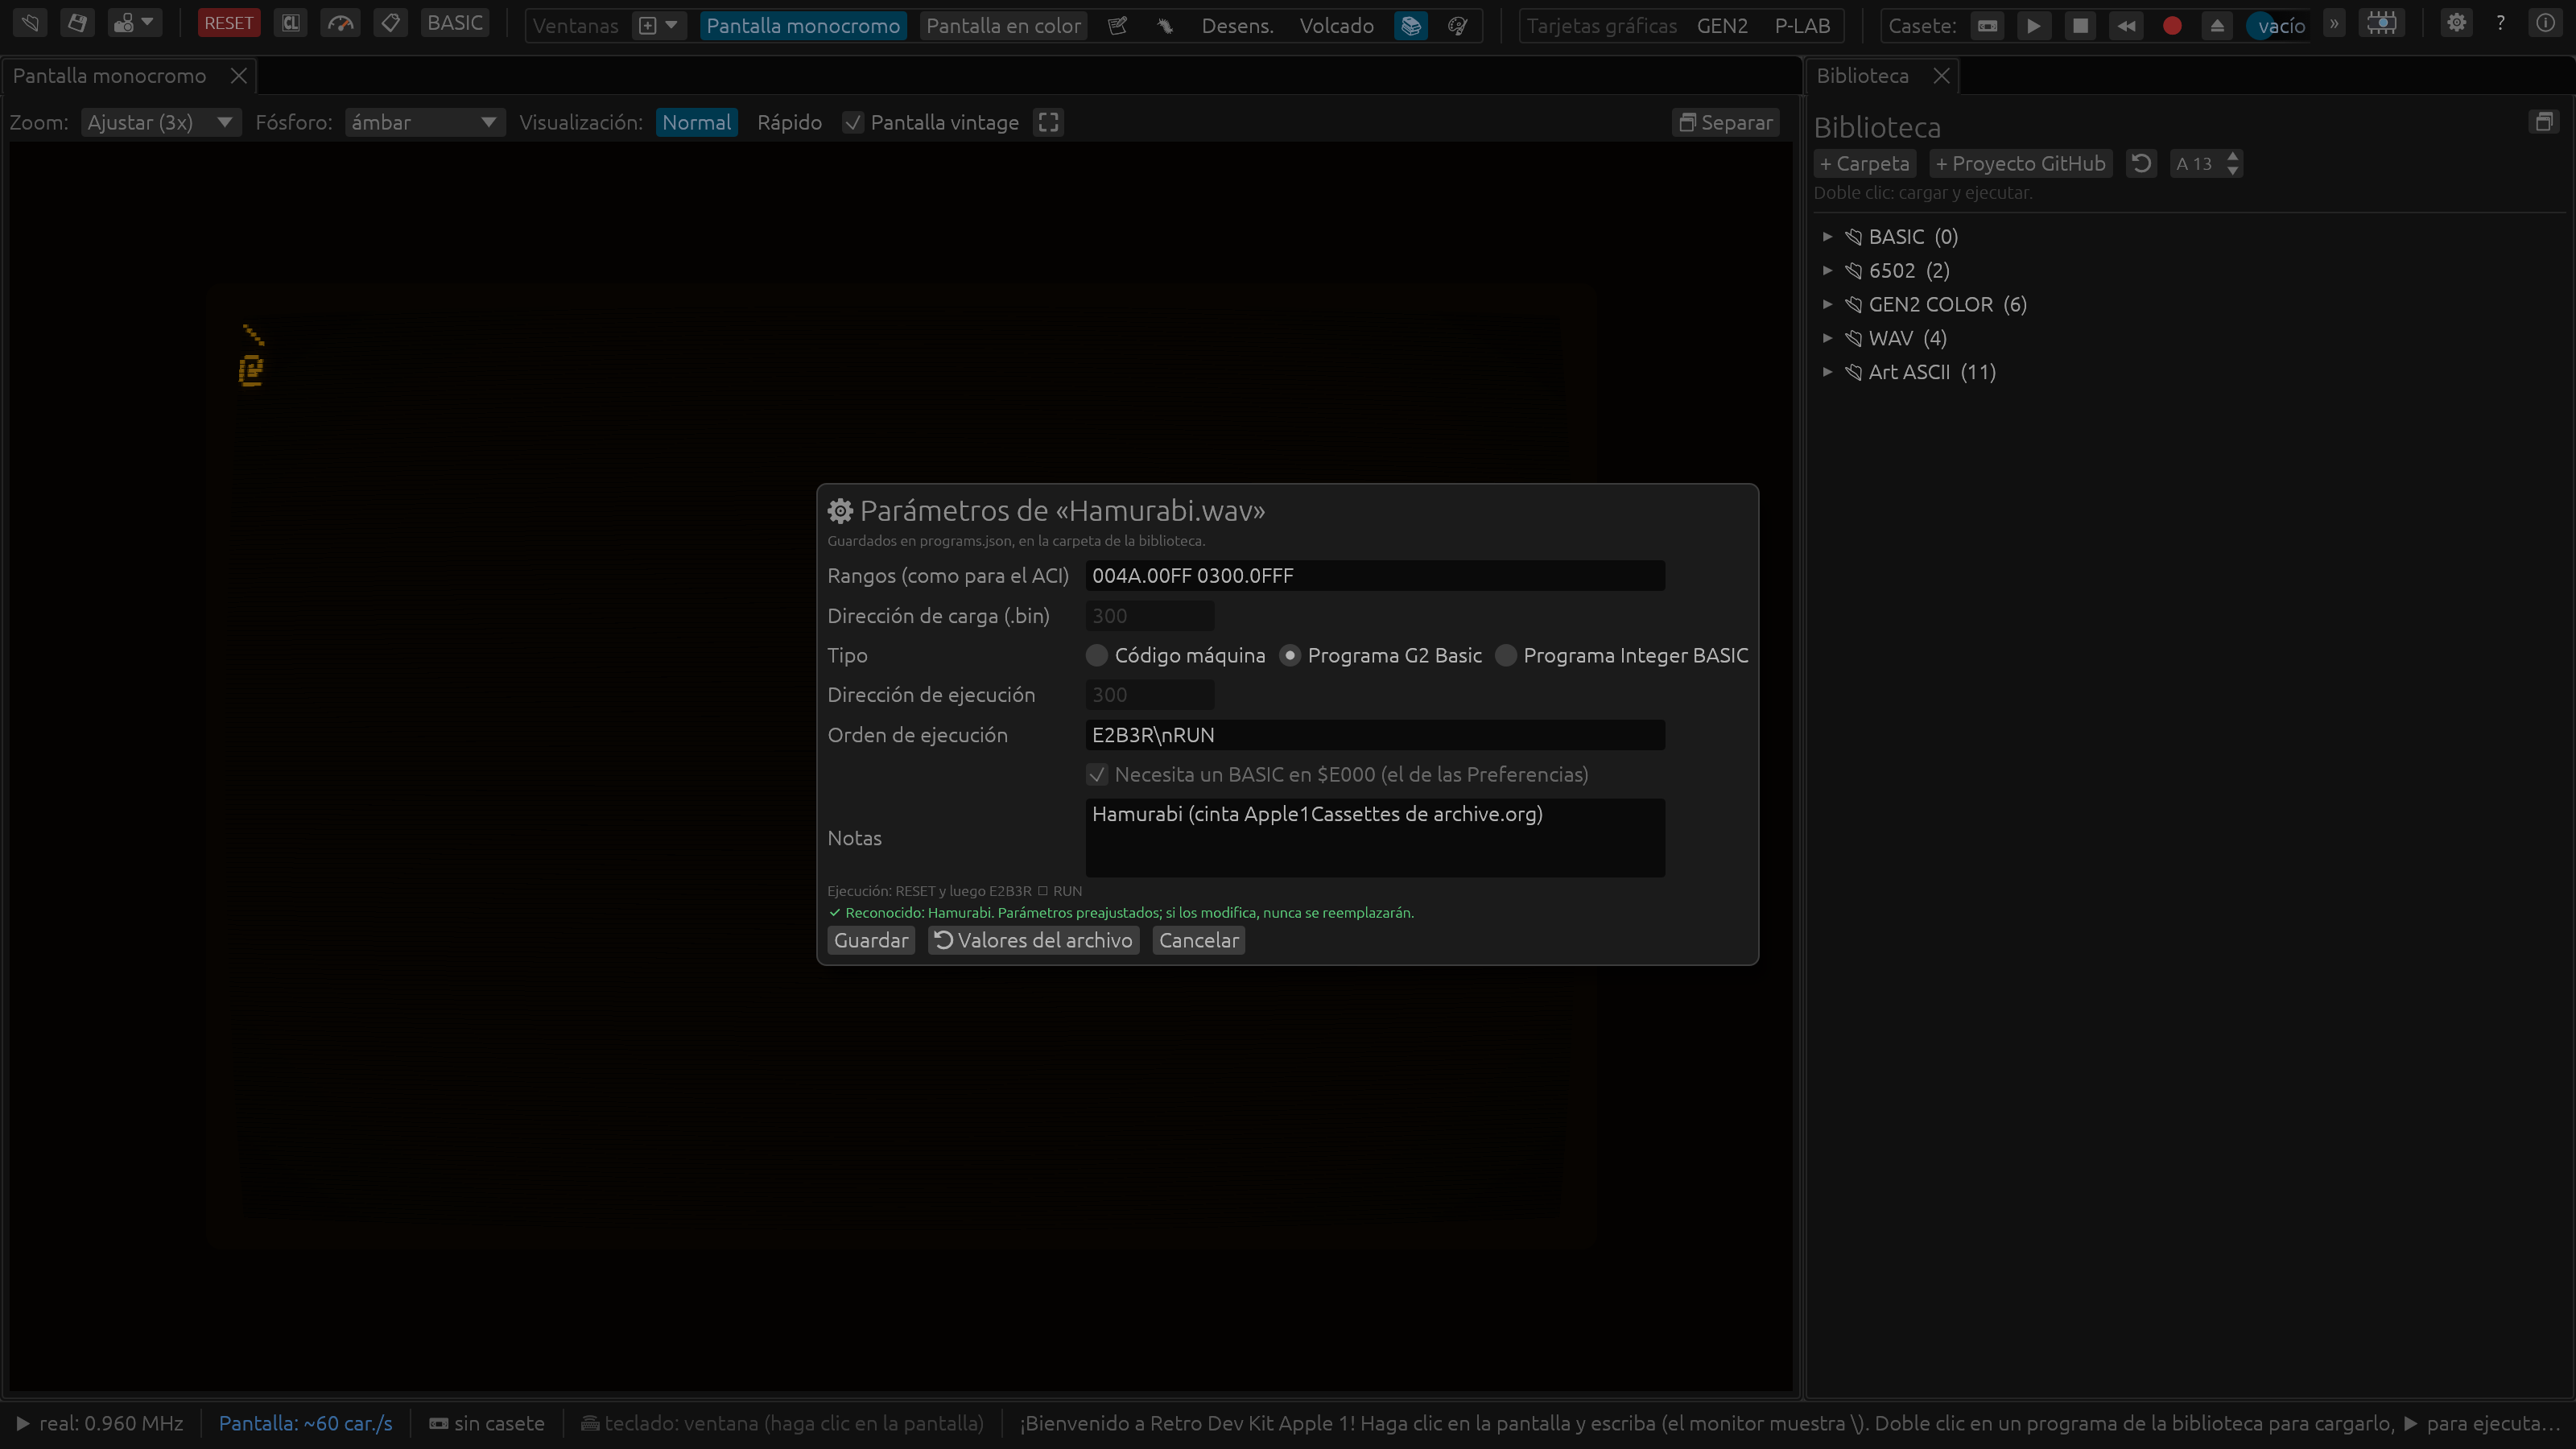 RESET CL BASIC Ventanas Pantalla monocromo Pantalla en color Desens. Volcado Tarjetas gráficas GEN2 P-LAB Casete: vacío » ?
Pantalla monocromo
Zoom: Ajustar (3x) Fósforo: ámbar Visualización: Normal Rápido Pantalla vintage Separar
\
@
Parámetros de «Hamurabi.wav»
Guardados en programs.json, en la carpeta de la biblioteca.
Rangos (como para el ACI) 004A.00FF 0300.0FFF
Dirección de carga (.bin) 300
Tipo Código máquina Programa G2 Basic Programa Integer BASIC
Dirección de ejecución 300
Orden de ejecución E2B3R\nRUN
Necesita un BASIC en $E000 (el de las Preferencias)
Notas Hamurabi (cinta Apple1Cassettes de archive.org)
Ejecución: RESET y luego E2B3R □ RUN
✓ Reconocido: Hamurabi. Parámetros preajustados; si los modifica, nunca se reemplazarán.
Guardar Valores del archivo Cancelar
Biblioteca
Biblioteca
+ Carpeta + Proyecto GitHub A 13
Doble clic: cargar y ejecutar.
BASIC (0)
6502 (2)
GEN2 COLOR (6)
WAV (4)
Art ASCII (11)
real: 0.960 MHz Pantalla: ~60 car./s sin casete teclado: ventana (haga clic en la pantalla) ¡Bienvenido a Retro Dev Kit Apple 1! Haga clic en la pantalla y escriba (el monitor muestra \). Doble clic en un programa de la biblioteca para cargarlo, ▶ para ejecuta…